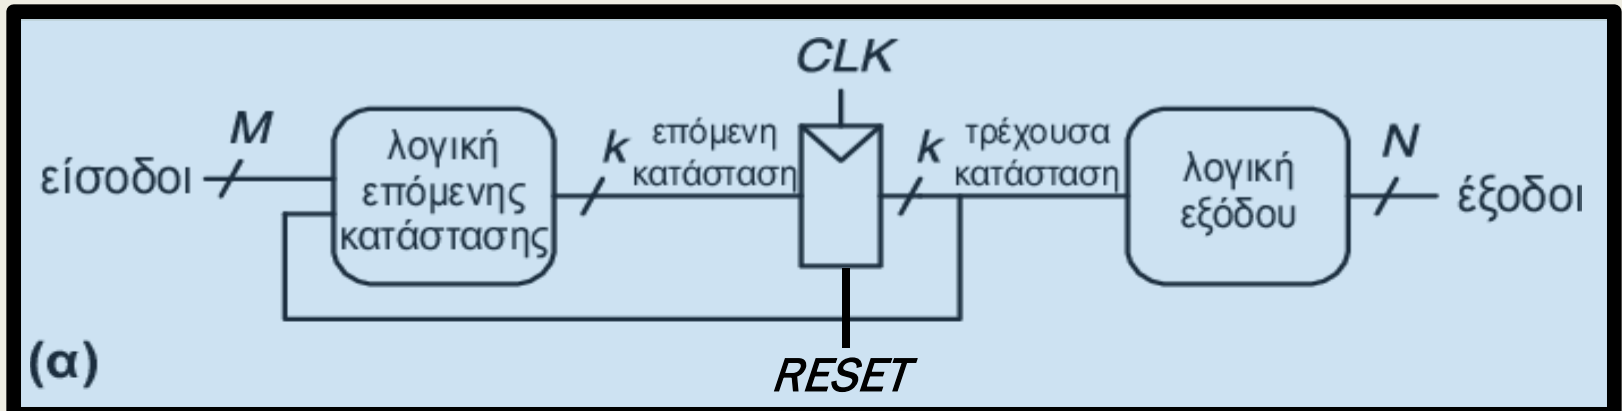 CLK
είσοδοι
M
λογική
επόμενης
κατάστασης
k
επόμενη
κατάσταση
k
τρέχουσα
κατάσταση
λογική
εξόδου
N
έξοδοι
RESET
(α)